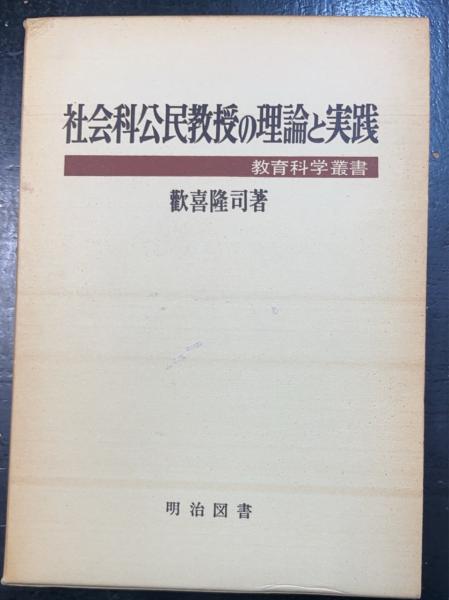 社会科公民教授の理論と実践
教育科学叢書
歡喜隆司著
明治図書